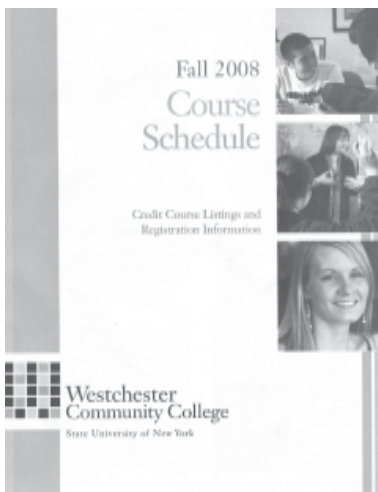 Fall 2008
Course
Schedule
Credit Course Listings and
Registration Information
Westchester
Community College
State University of New York